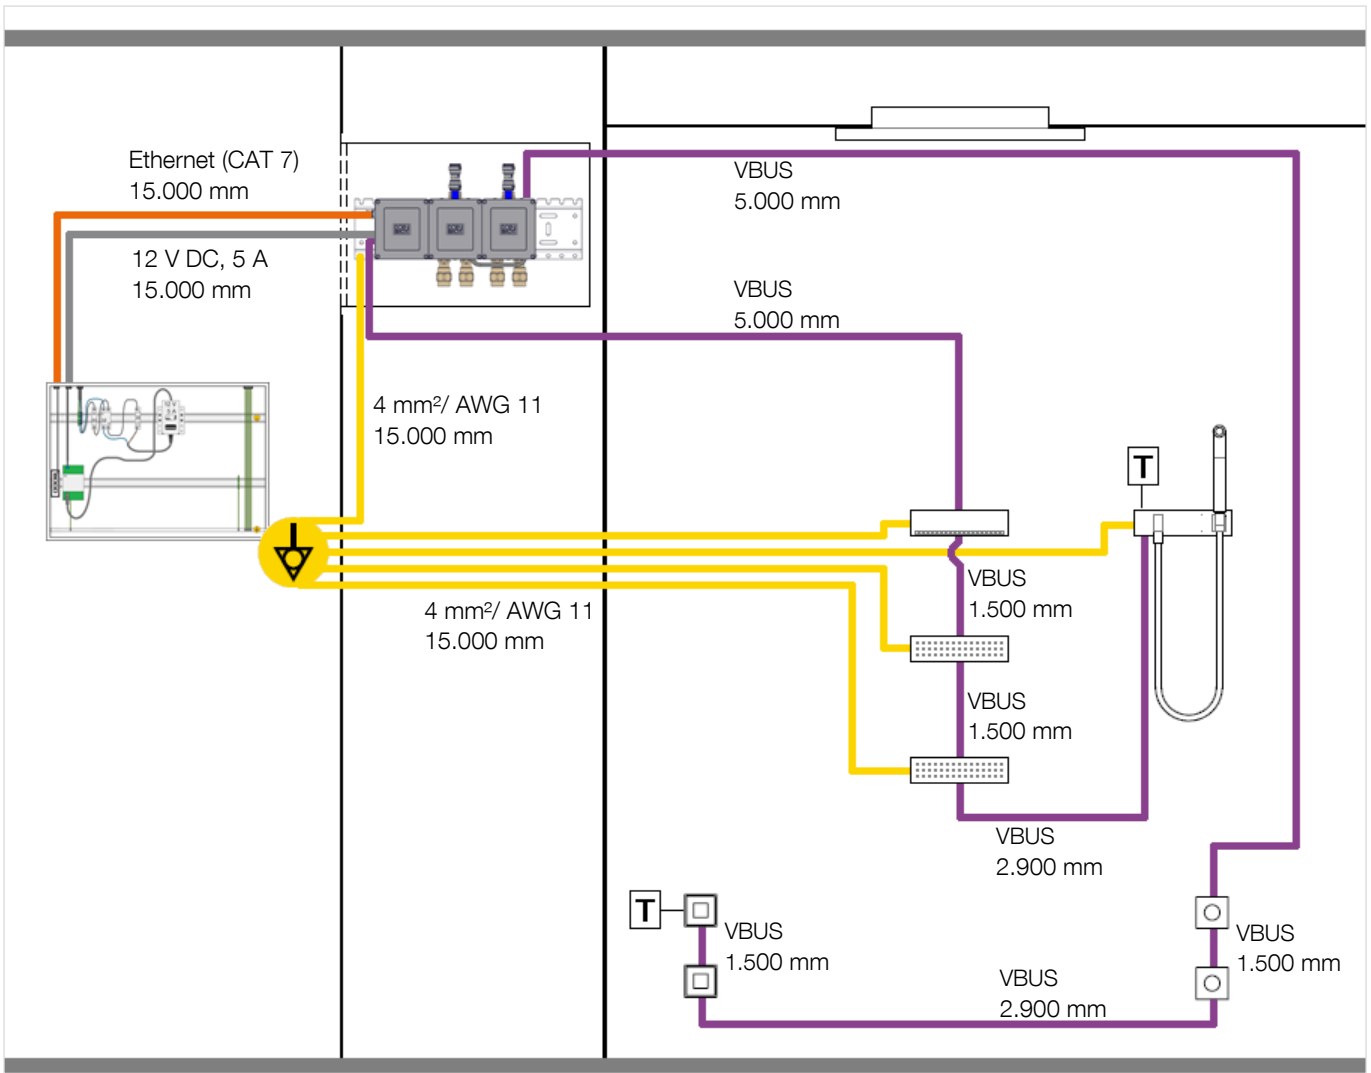 Ethernet (CAT 7)
15.000 mm
12 V DC, 5 A
15.000 mm
VBUS
5.000 mm
VBUS
5.000 mm
4 mm²/ AWG 11
15.000 mm
T
4 mm²/ AWG 11
15.000 mm
VBUS
1.500 mm
VBUS
1.500 mm
VBUS
2.900 mm
T
VBUS
1.500 mm
VBUS
1.500 mm
VBUS
2.900 mm